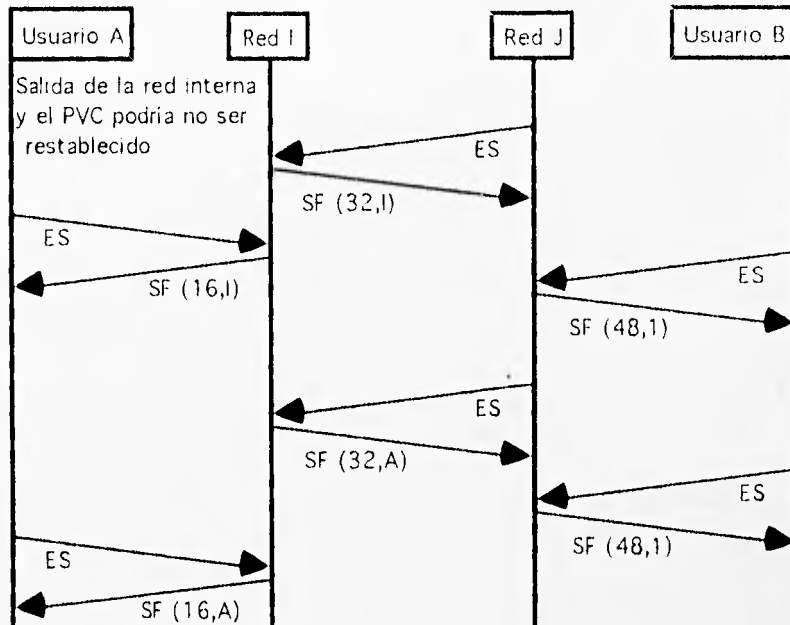 Usuario A
Red I
Red J
Usuario B
Salida de la red interna
y el PVC podría no ser
restablecido
ES
SF (32,I)
ES
SF (16,I)
ES
SF (48,1)
ES
SF (32,A)
ES
SF (48,1)
ES
SF (16,A)